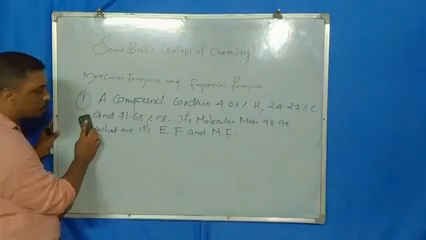 Some Basic Concept of Chemistry
Molecular Formula and Empirical Formula
① A Compound Contain 4.07% H, 24.27% C
and 71.65% Cl. It's Molecular Mass 98.96
What are it's E F and M F.